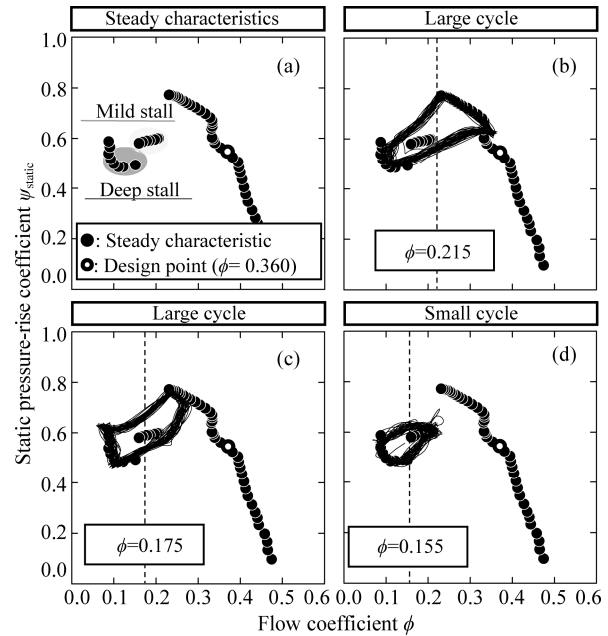 Steady characteristics
Large cycle
1.0
0.8
0.6
0.4
0.2
0.0
(a)
Mild stall
Deep stall
: Steady characteristic
: Design point (ϕ= 0.360)
(b)
ϕ=0.215
Large cycle
Small cycle
1.0
0.8
0.6
0.4
0.2
0.0
(c)
ϕ=0.175
(d)
ϕ=0.155
0.0 0.1 0.2 0.3 0.4 0.5 0.6
0.0 0.1 0.2 0.3 0.4 0.5 0.6
Static pressure-rise coefficient ψstatic
Flow coefficient ϕ